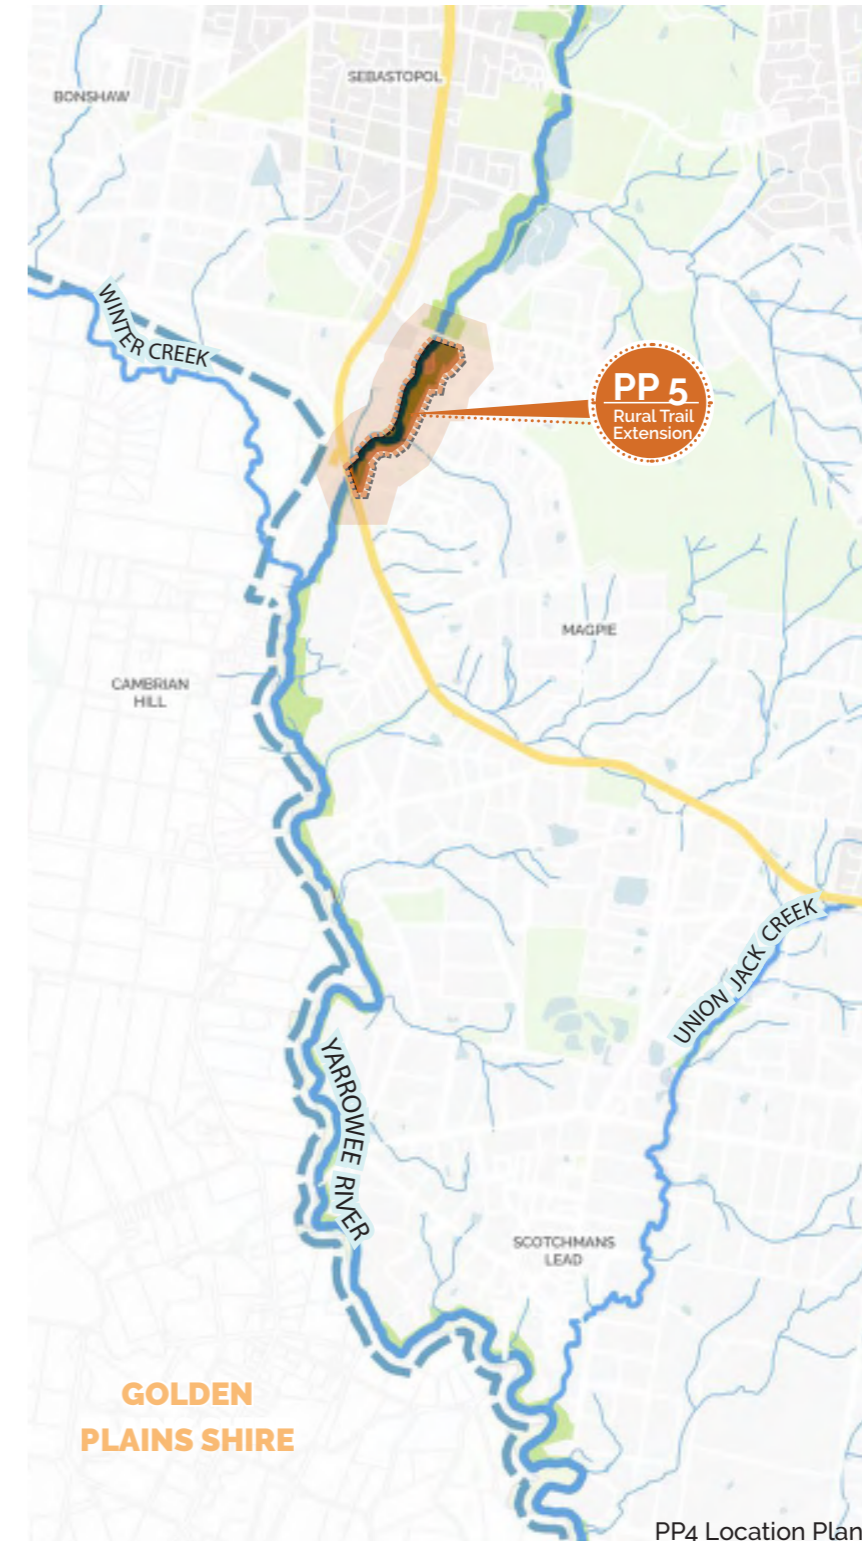 SEBASTOPOL
BONSHAW
WINTER CREEK
PP 5
Rural Trail
Extension
MAGPIE
CAMBRIAN
HILL
UNION JACK CREEK
YARROWEE RIVER
SCOTCHMANS
LEAD
GOLDEN
PLAINS SHIRE
PP4 Location Plan